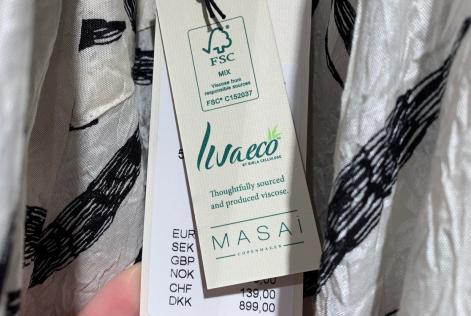 FSC
MIX
Viscose from
responsible sources
FSC® C152037
Livaeco
BY BIRLA CELLULOSE
Thoughtfully sourced
and produced viscose.
MASAI
COPENHAGEN
EUR
SEK
GBP
NOK
CHF 139,00
DKK 899,00